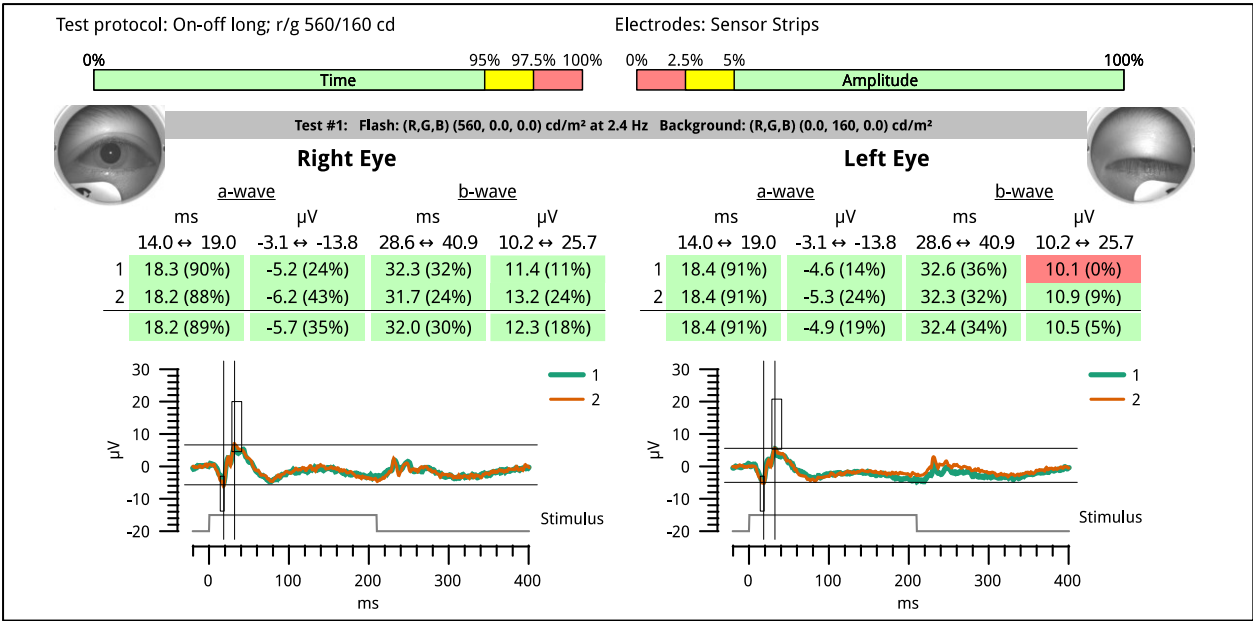 Test protocol: On-off long; r/g 560/160 cd Electrodes: Sensor Strips
0% 95% 97.5% 100% 0% 2.5% 5% 100%
Time Amplitude
Test #1: Flash: (R,G,B) (560, 0.0, 0.0) cd/m² at 2.4 Hz Background: (R,G,B) (0.0, 160, 0.0) cd/m²
Right Eye Left Eye
a-wave b-wave a-wave b-wave
ms µV ms µV ms µV ms µV
14.0 ↔ 19.0 -3.1 ↔ -13.8 28.6 ↔ 40.9 10.2 ↔ 25.7 14.0 ↔ 19.0 -3.1 ↔ -13.8 28.6 ↔ 40.9 10.2 ↔ 25.7
1 18.3 (90%) -5.2 (24%) 32.3 (32%) 11.4 (11%) 1 18.4 (91%) -4.6 (14%) 32.6 (36%) 10.1 (0%)
2 18.2 (88%) -6.2 (43%) 31.7 (24%) 13.2 (24%) 2 18.4 (91%) -5.3 (24%) 32.3 (32%) 10.9 (9%)
18.2 (89%) -5.7 (35%) 32.0 (30%) 12.3 (18%) 18.4 (91%) -4.9 (19%) 32.4 (34%) 10.5 (5%)
30 1 30 1
20 2 20 2
10 10
µV µV
0 0
-10 -10
-20 Stimulus -20 Stimulus
0 100 200 300 400 0 100 200 300 400
ms ms